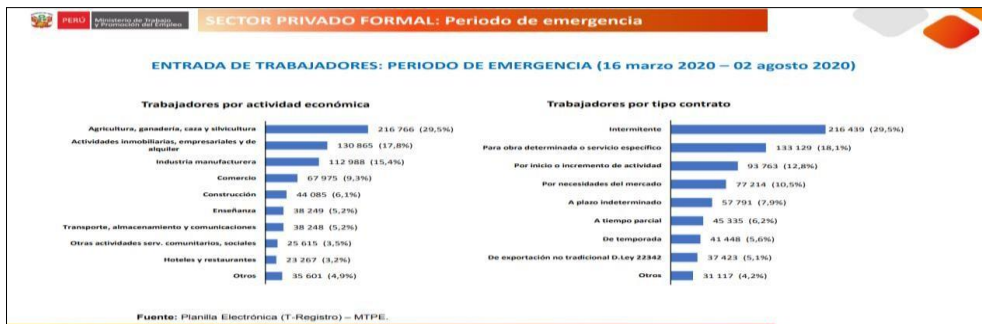 PERÚ
Ministerio de Trabajo
y Promoción del Empleo
SECTOR PRIVADO FORMAL: Periodo de emergencia
ENTRADA DE TRABAJADORES: PERIODO DE EMERGENCIA (16 marzo 2020 – 02 agosto 2020)
Trabajadores por actividad económica
Agricultura, ganadería, caza y silvicultura 216 766 (29,5%)
Actividades inmobiliarias, empresariales y de
alquiler 130 865 (17,8%)
Industria manufacturera 112 988 (15,4%)
Comercio 67 975 (9,3%)
Construcción 44 085 (6,1%)
Enseñanza 38 249 (5,2%)
Transporte, almacenamiento y comunicaciones 38 248 (5,2%)
Otras actividades serv. comunitarios, sociales 25 615 (3,5%)
Hoteles y restaurantes 23 267 (3,2%)
Otros 35 601 (4,9%)
Trabajadores por tipo contrato
Intermitente 216 439 (29,5%)
Para obra determinada o servicio específico 133 129 (18,1%)
Por inicio o incremento de actividad 93 763 (12,8%)
Por necesidades del mercado 77 214 (10,5%)
A plazo indeterminado 57 791 (7,9%)
A tiempo parcial 45 335 (6,2%)
De temporada 41 448 (5,6%)
De exportación no tradicional D.Ley 22342 37 423 (5,1%)
Otros 31 117 (4,2%)
Fuente: Planilla Electrónica (T-Registro) – MTPE.